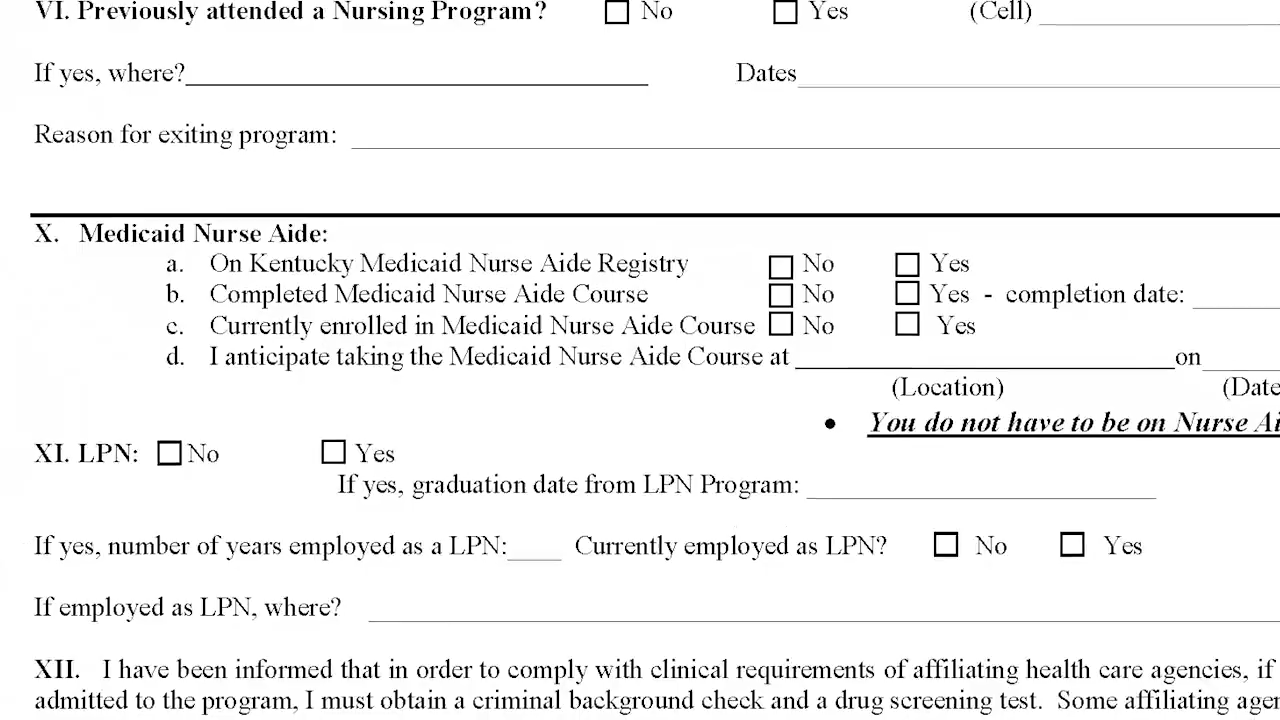 VI. Previously attended a Nursing Program? No Yes (Cell)
If yes, where? Dates
Reason for exiting program:
X. Medicaid Nurse Aide:
a. On Kentucky Medicaid Nurse Aide Registry No Yes
b. Completed Medicaid Nurse Aide Course No Yes - completion date:
c. Currently enrolled in Medicaid Nurse Aide Course No Yes
d. I anticipate taking the Medicaid Nurse Aide Course at on
(Location) (Date
• You do not have to be on Nurse Ai
XI. LPN: No Yes
If yes, graduation date from LPN Program:
If yes, number of years employed as a LPN: Currently employed as LPN? No Yes
If employed as LPN, where?
XII. I have been informed that in order to comply with clinical requirements of affiliating health care agencies, if
admitted to the program, I must obtain a criminal background check and a drug screening test. Some affiliating agen